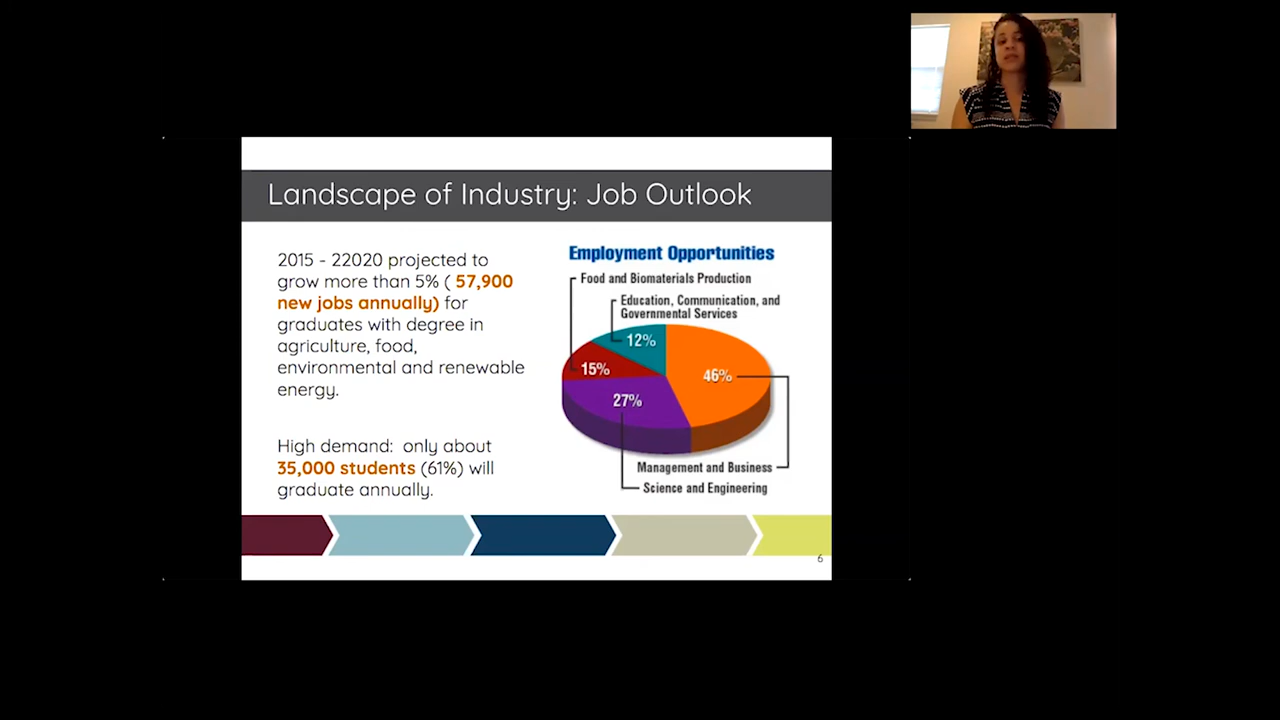 Landscape of Industry: Job Outlook
2015 - 22020 projected to
grow more than 5% ( 57,900
new jobs annually) for
graduates with degree in
agriculture, food,
environmental and renewable
energy.
High demand: only about
35,000 students (61%) will
graduate annually.
Employment Opportunities
Food and Biomaterials Production
Education, Communication, and
Governmental Services
12%
15%
46%
27%
Management and Business
Science and Engineering
6